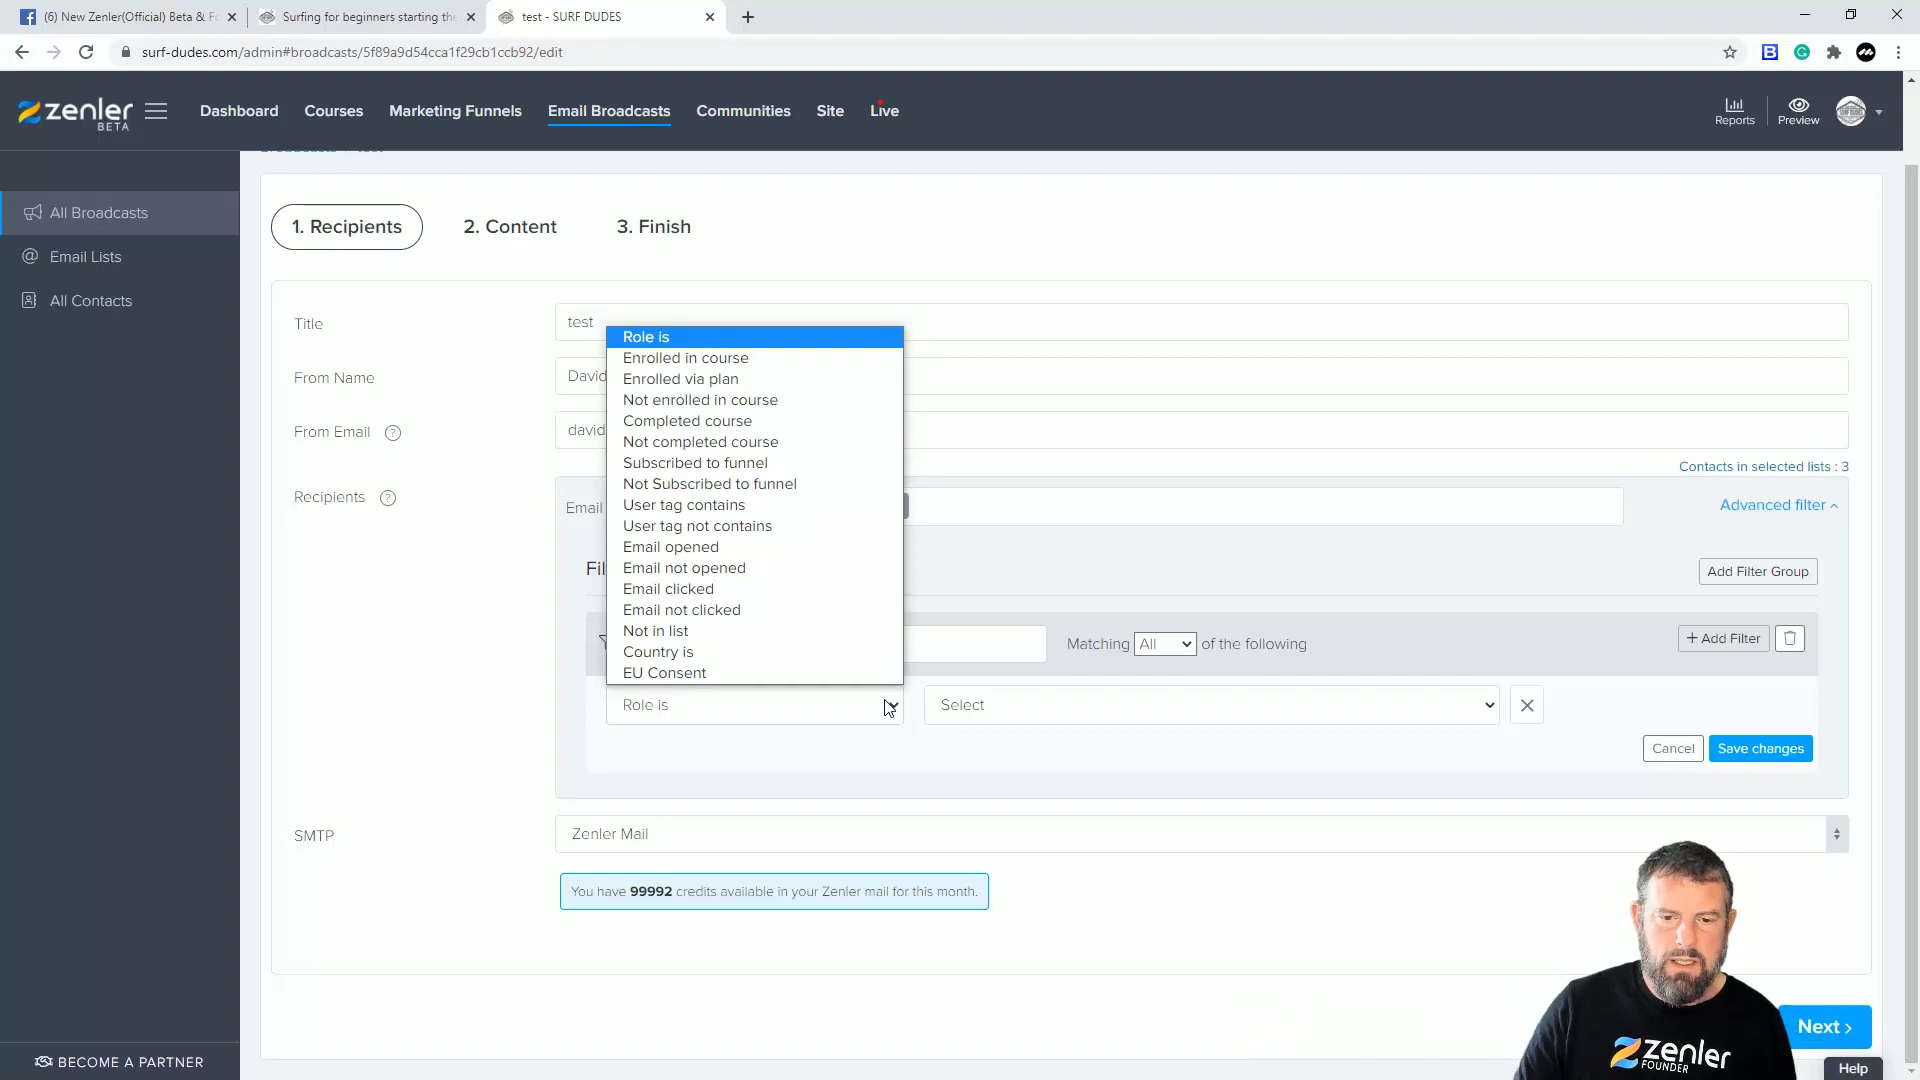 (6) New Zenler(Official) Beta & F
Surfing for beginners starting the
test - SURF DUDES
surf-dudes.com/admin#broadcasts/5f89a9d54cca1f29cb1ccb92/edit
zenler
BETA
Dashboard
Courses
Marketing Funnels
Email Broadcasts
Communities
Site
Live
Reports
Preview
All Broadcasts
Email Lists
All Contacts
1. Recipients
2. Content
3. Finish
Title
test
From Name
David
From Email ?
david
Contacts in selected lists : 3
Recipients ?
Email
Advanced filter
Fil
Add Filter Group
Matching All of the following
+ Add Filter
Role is
Enrolled in course
Enrolled via plan
Not enrolled in course
Completed course
Not completed course
Subscribed to funnel
Not Subscribed to funnel
User tag contains
User tag not contains
Email opened
Email not opened
Email clicked
Email not clicked
Not in list
Country is
EU Consent
Role is
Select
Cancel
Save changes
SMTP
Zenler Mail
You have 99992 credits available in your Zenler mail for this month.
Next >
BECOME A PARTNER
zenler
FOUNDER
Help